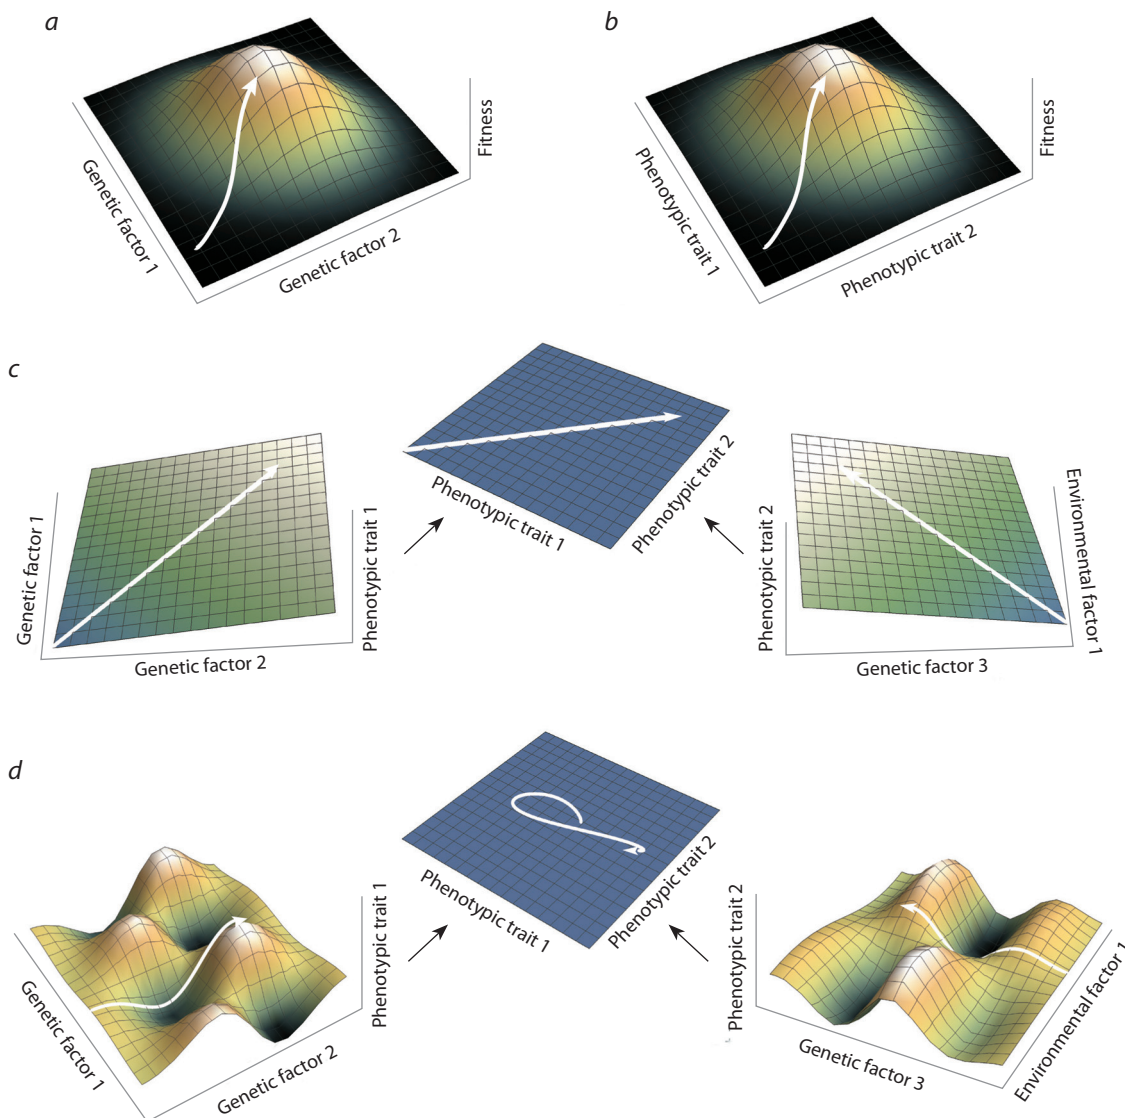 a
b
Fitness
Genetic factor 1
Genetic factor 2
Fitness
Phenotypic trait 1
Phenotypic trait 2
c
Genetic factor 1
Genetic factor 2
Phenotypic trait 1
Phenotypic trait 1
Phenotypic trait 2
Phenotypic trait 2
Genetic factor 3
Environmental factor 1
d
Genetic factor 1
Genetic factor 2
Phenotypic trait 1
Phenotypic trait 1
Phenotypic trait 2
Phenotypic trait 2
Genetic factor 3
Environmental factor 1